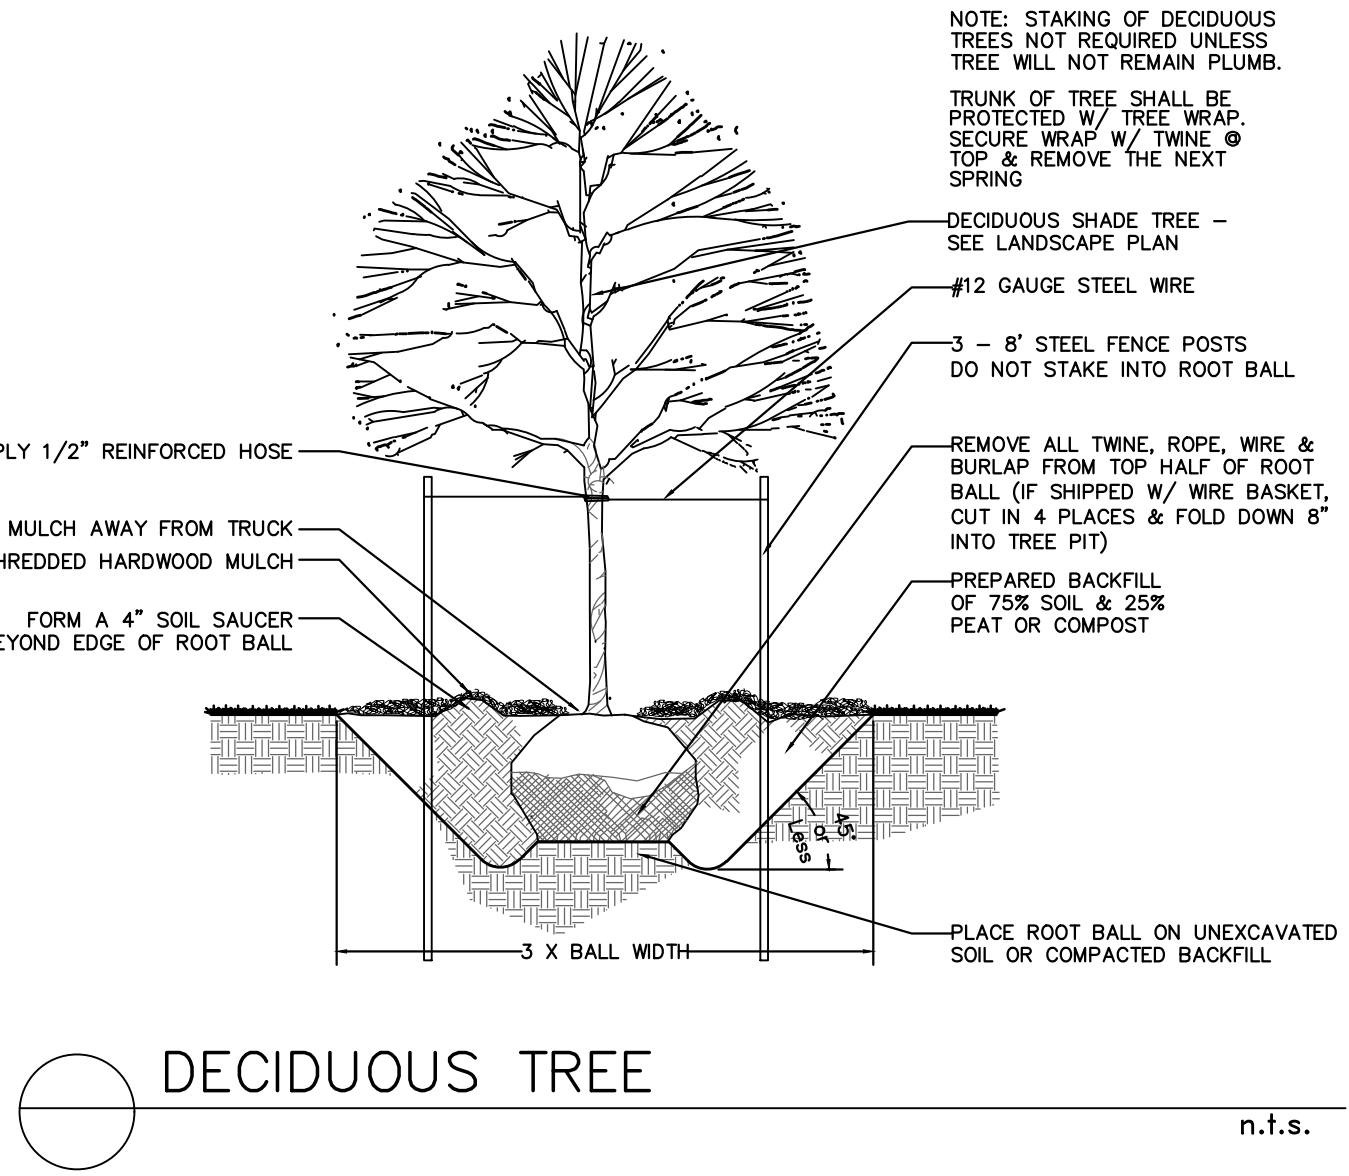 NOTE: STAKING OF DECIDUOUS
TREES NOT REQUIRED UNLESS
TREE WILL NOT REMAIN PLUMB.
TRUNK OF TREE SHALL BE
PROTECTED W/ TREE WRAP.
SECURE WRAP W/ TWINE @
TOP & REMOVE THE NEXT
SPRING
DECIDUOUS SHADE TREE –
SEE LANDSCAPE PLAN
#12 GAUGE STEEL WIRE
3 – 8' STEEL FENCE POSTS
DO NOT STAKE INTO ROOT BALL
REMOVE ALL TWINE, ROPE, WIRE &
BURLAP FROM TOP HALF OF ROOT
BALL (IF SHIPPED W/ WIRE BASKET,
CUT IN 4 PLACES & FOLD DOWN 8"
INTO TREE PIT)
PREPARED BACKFILL
OF 75% SOIL & 25%
PEAT OR COMPOST
PLACE ROOT BALL ON UNEXCAVATED
SOIL OR COMPACTED BACKFILL
PLY 1/2" REINFORCED HOSE
MULCH AWAY FROM TRUCK
HREDDED HARDWOOD MULCH
FORM A 4" SOIL SAUCER
EYOND EDGE OF ROOT BALL
45°
or
Less
3 X BALL WIDTH
DECIDUOUS TREE
n.t.s.